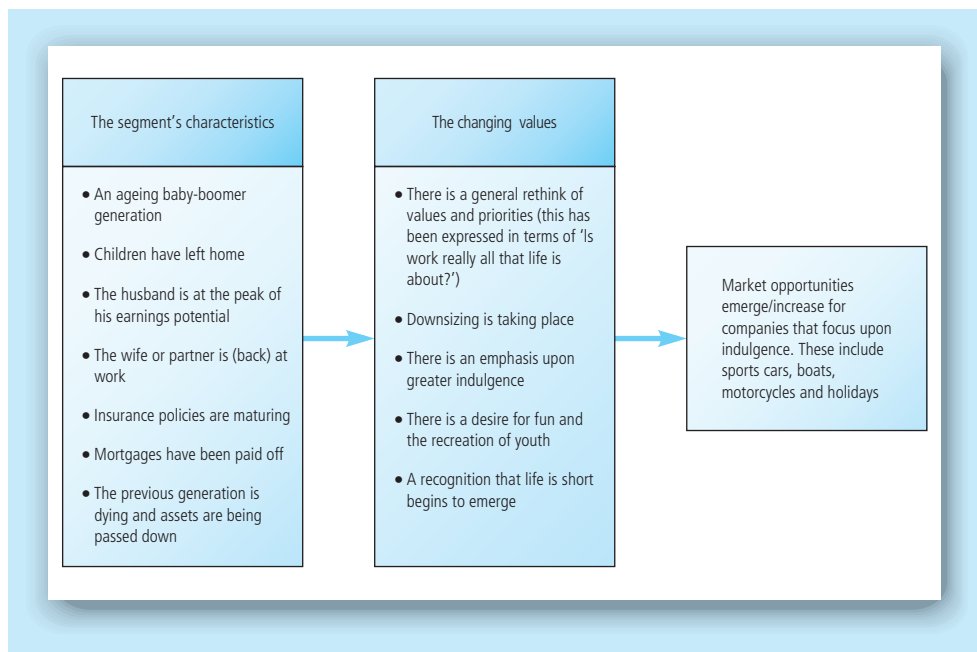 The segment's characteristics
• An ageing baby-boomer
generation
• Children have left home
• The husband is at the peak of
his earnings potential
• The wife or partner is (back) at
work
• Insurance policies are maturing
• Mortgages have been paid off
• The previous generation is
dying and assets are being
passed down
The changing values
• There is a general rethink of
values and priorities (this has
been expressed in terms of ‘Is
work really all that life is
about?’)
• Downsizing is taking place
• There is an emphasis upon
greater indulgence
• There is a desire for fun and
the recreation of youth
• A recognition that life is short
begins to emerge
Market opportunities
emerge/increase for
companies that focus upon
indulgence. These include
sports cars, boats,
motorcycles and holidays